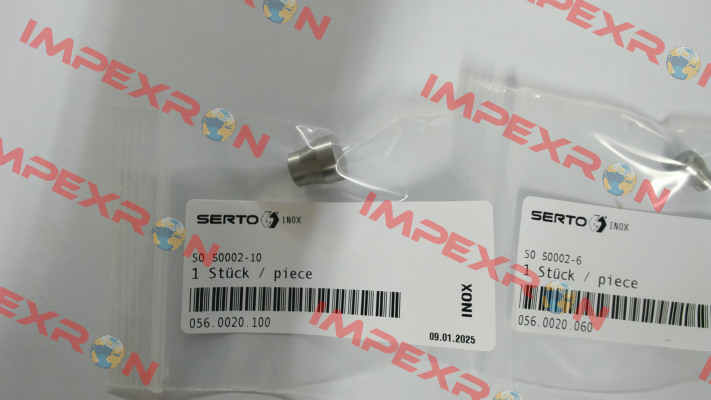 SERTO INOX
SO 50002-10
1 Stück / piece
056.0020.100
INOX
09.01.2025
SERTO INOX
SO 50002-6
1 Stück / piece
056.0020.060
IMPEXRON
IMPEXRON
IMPEXRON
IMPEXRON
IMPEXRON
IMPEXRON
IMPEXRON